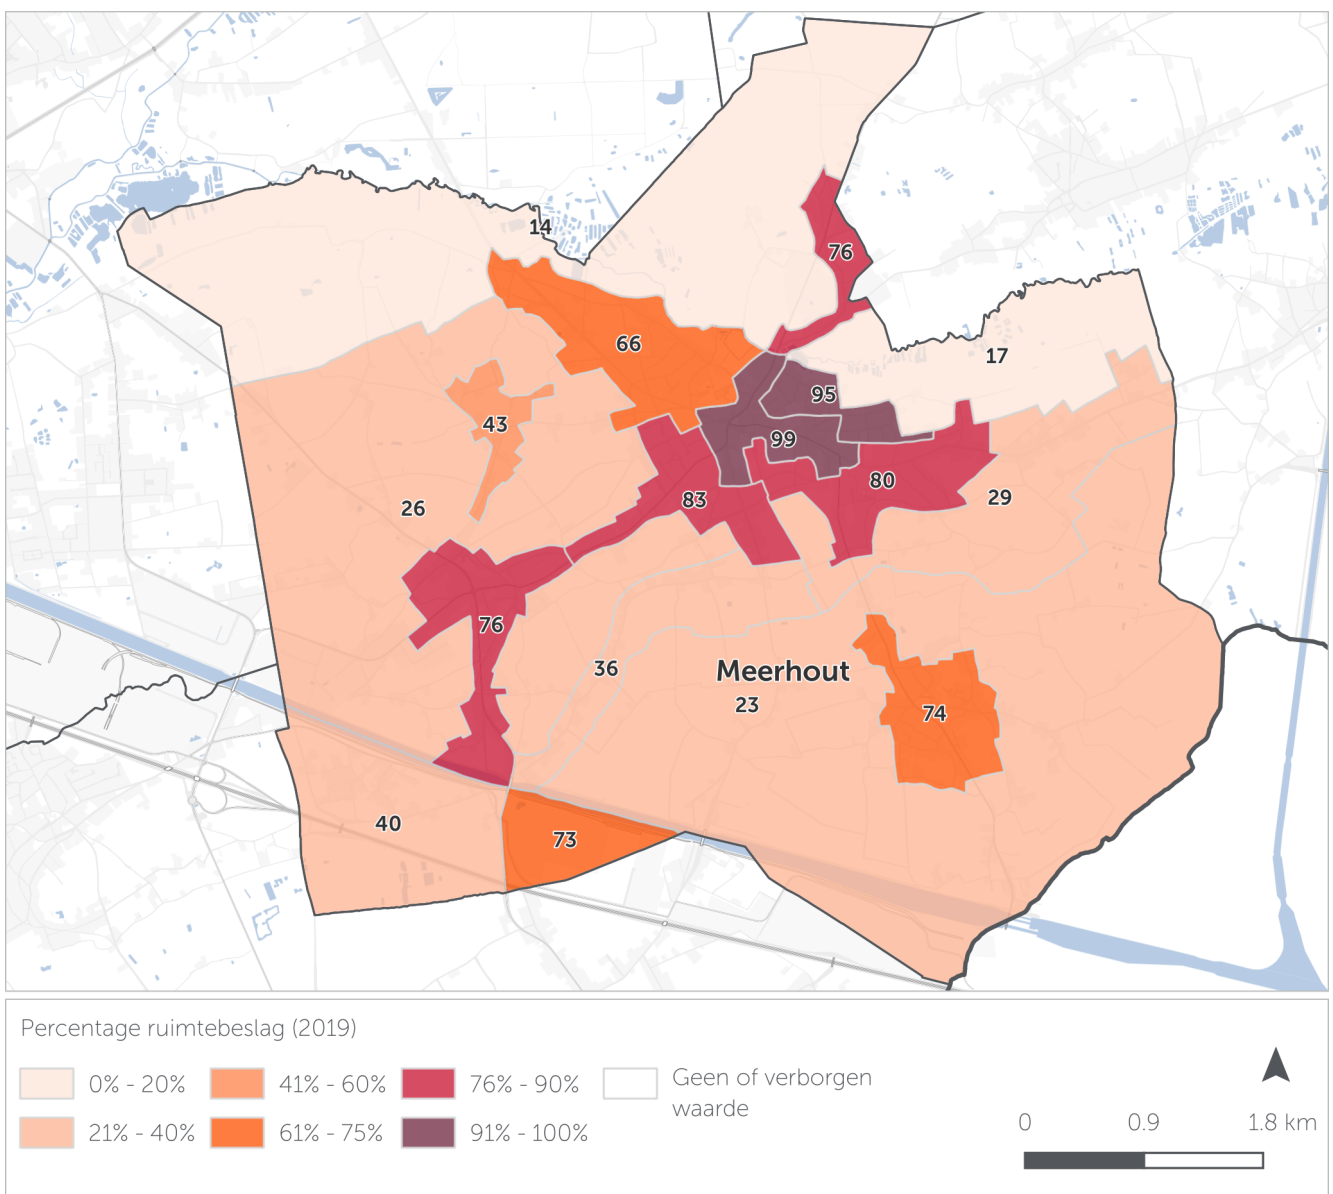 14
76
66
17
95
43
99
80
83
29
26
76
36
Meerhout
23
74
40
73
Percentage ruimtebeslag (2019)
0% - 20%
41% - 60%
76% - 90%
Geen of verborgen
waarde
21% - 40%
61% - 75%
91% - 100%
0
0.9
1.8 km